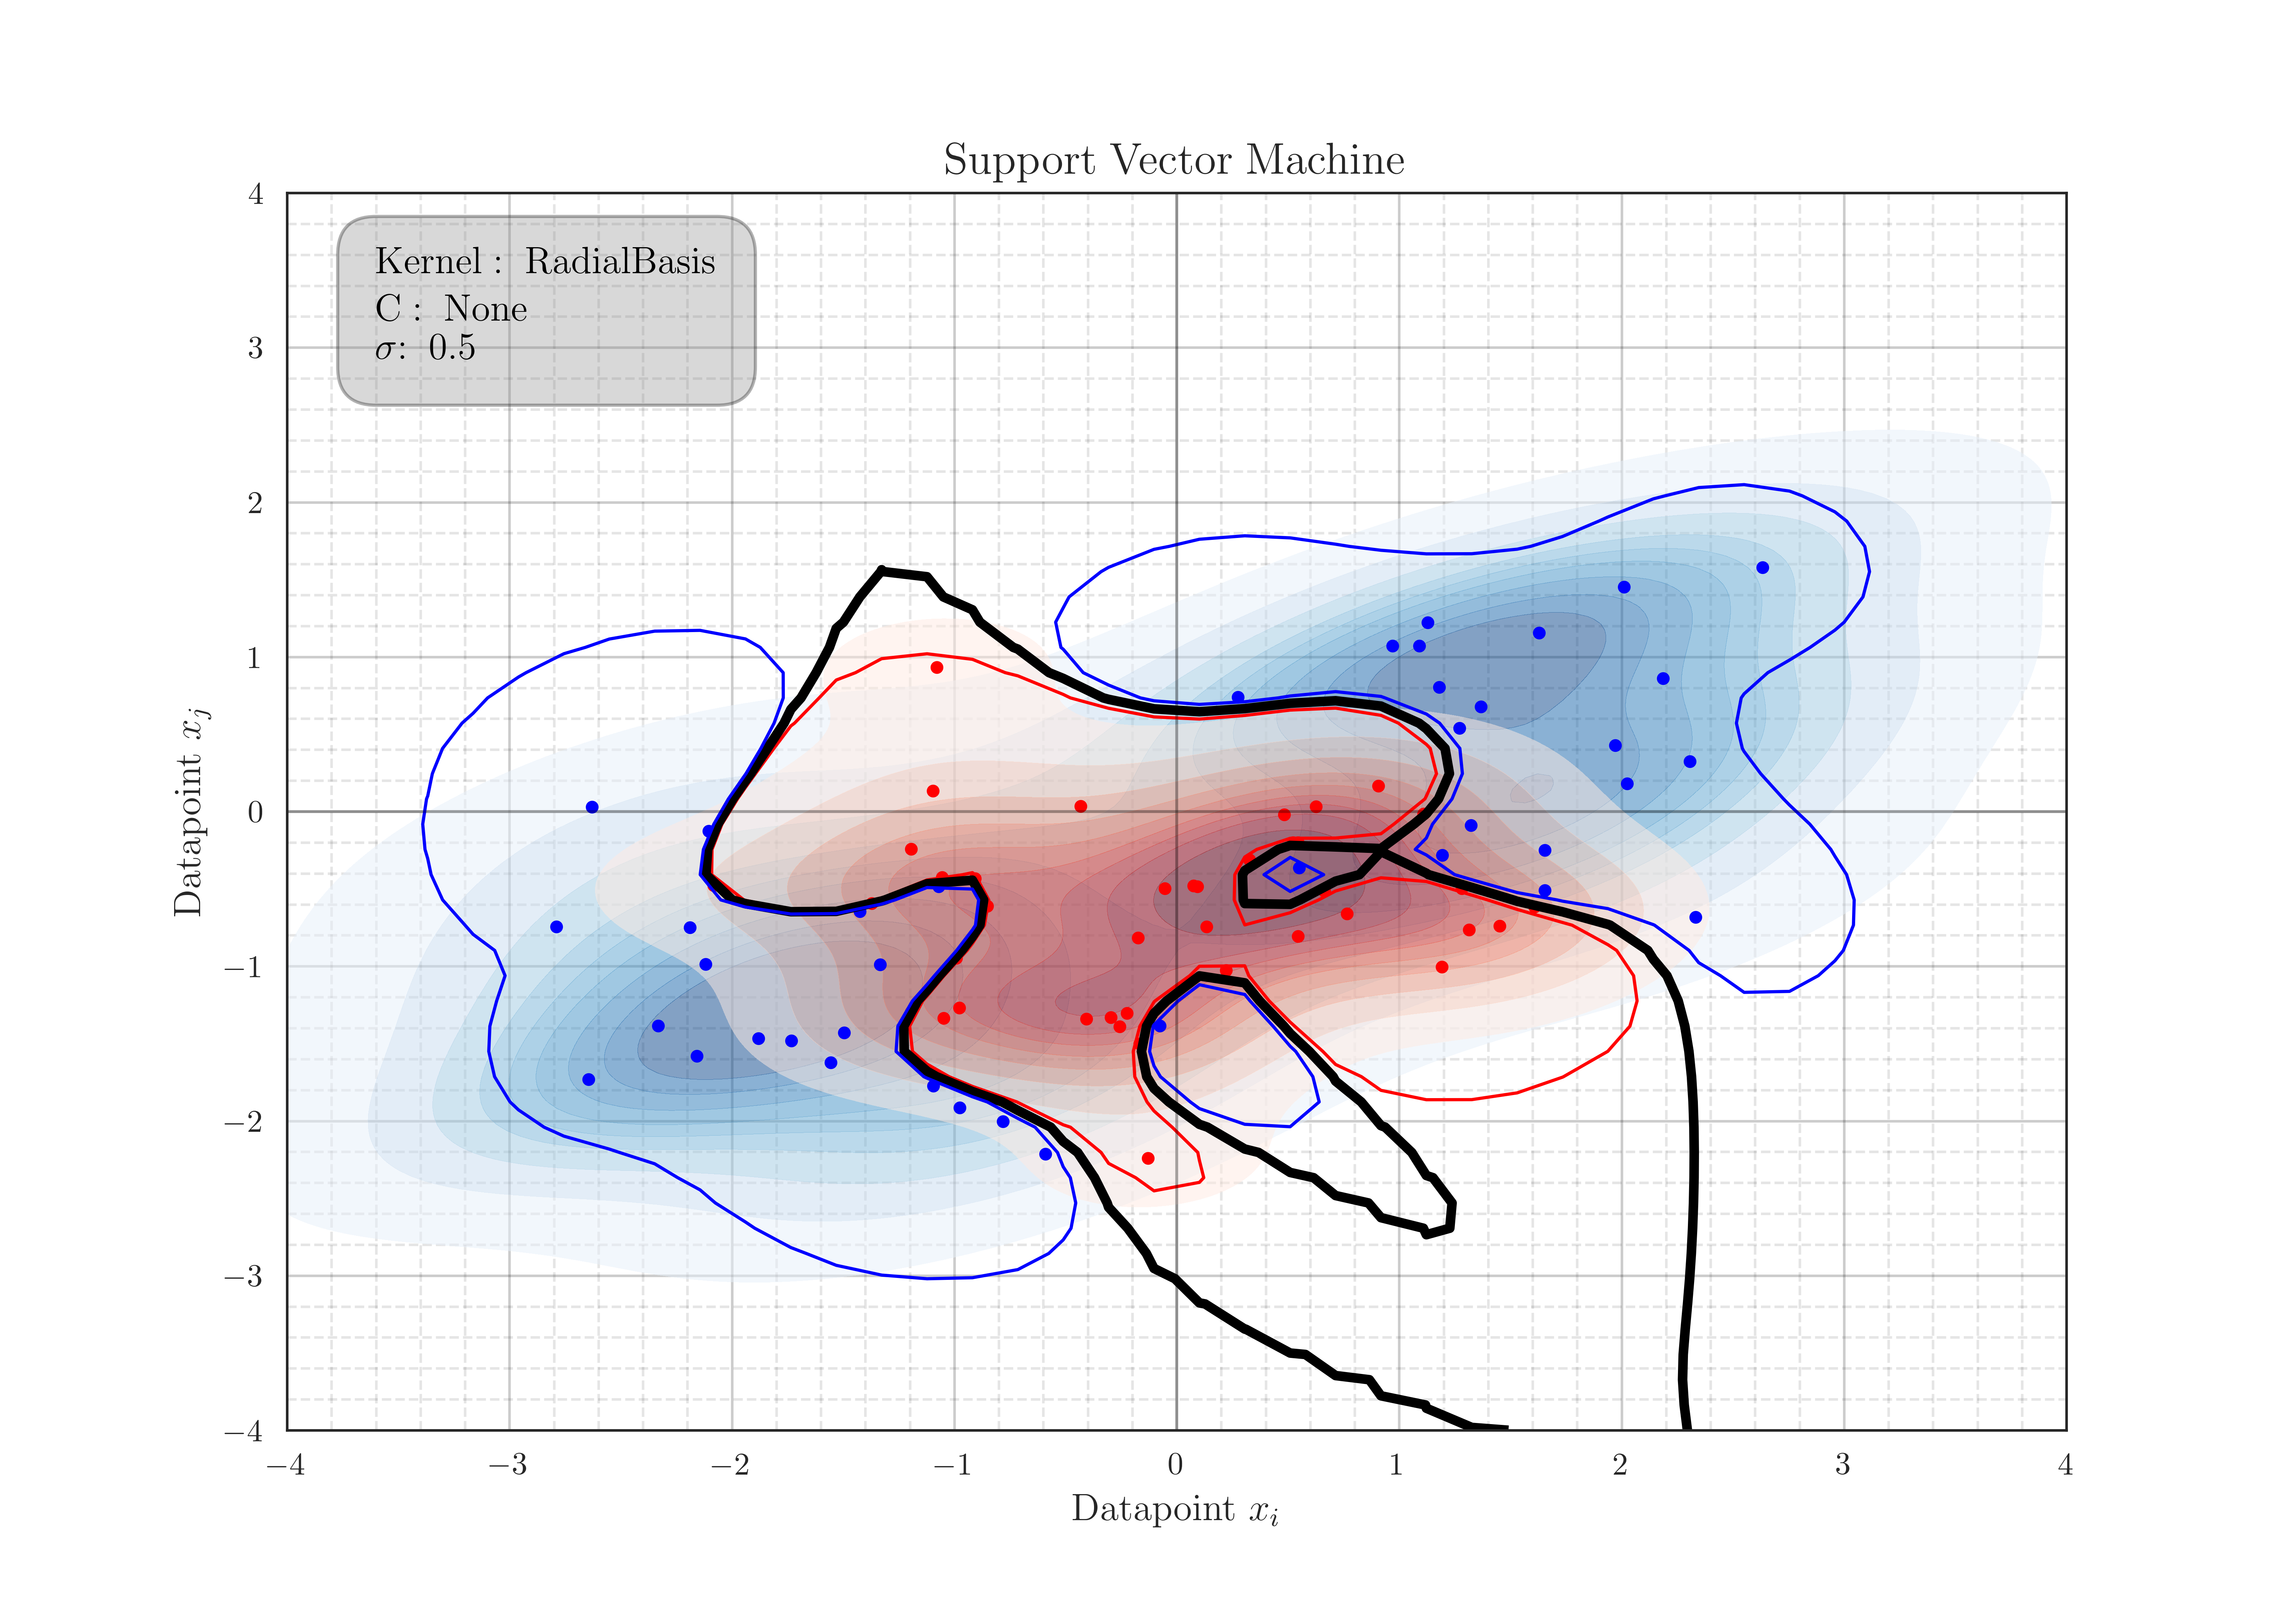 Support Vector Machine
Kernel : RadialBasis
C : None
σ: 0.5
4
3
2
1
0
−1
−2
−3
−4
Datapoint x_j
−4 −3 −2 −1 0 1 2 3 4
Datapoint x_i